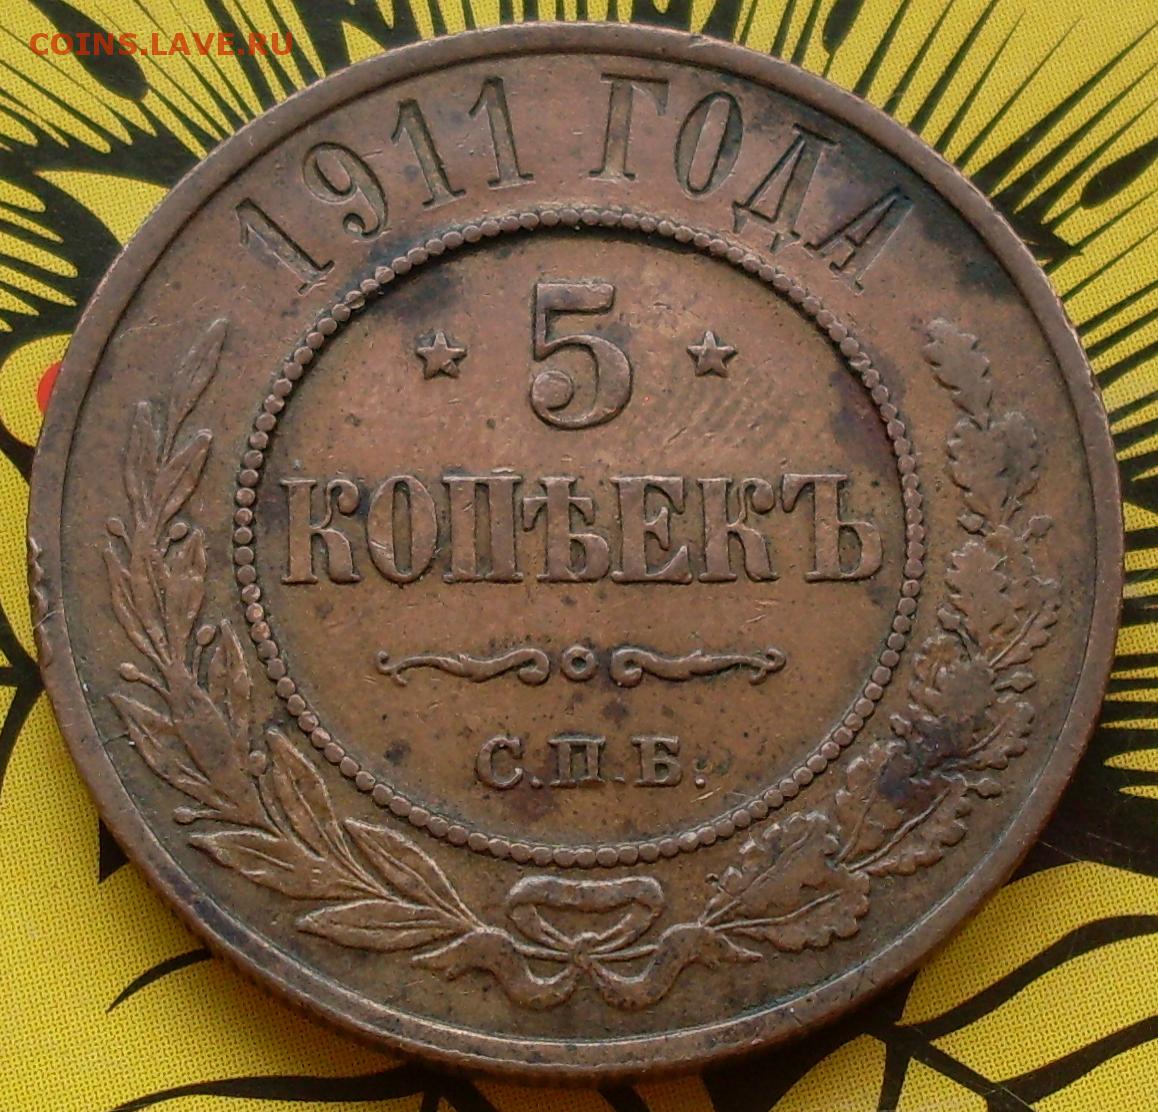 COINS.LAVE.RU
1911 ГОДА
5
КОПѢЕКЪ
С.П.Б.